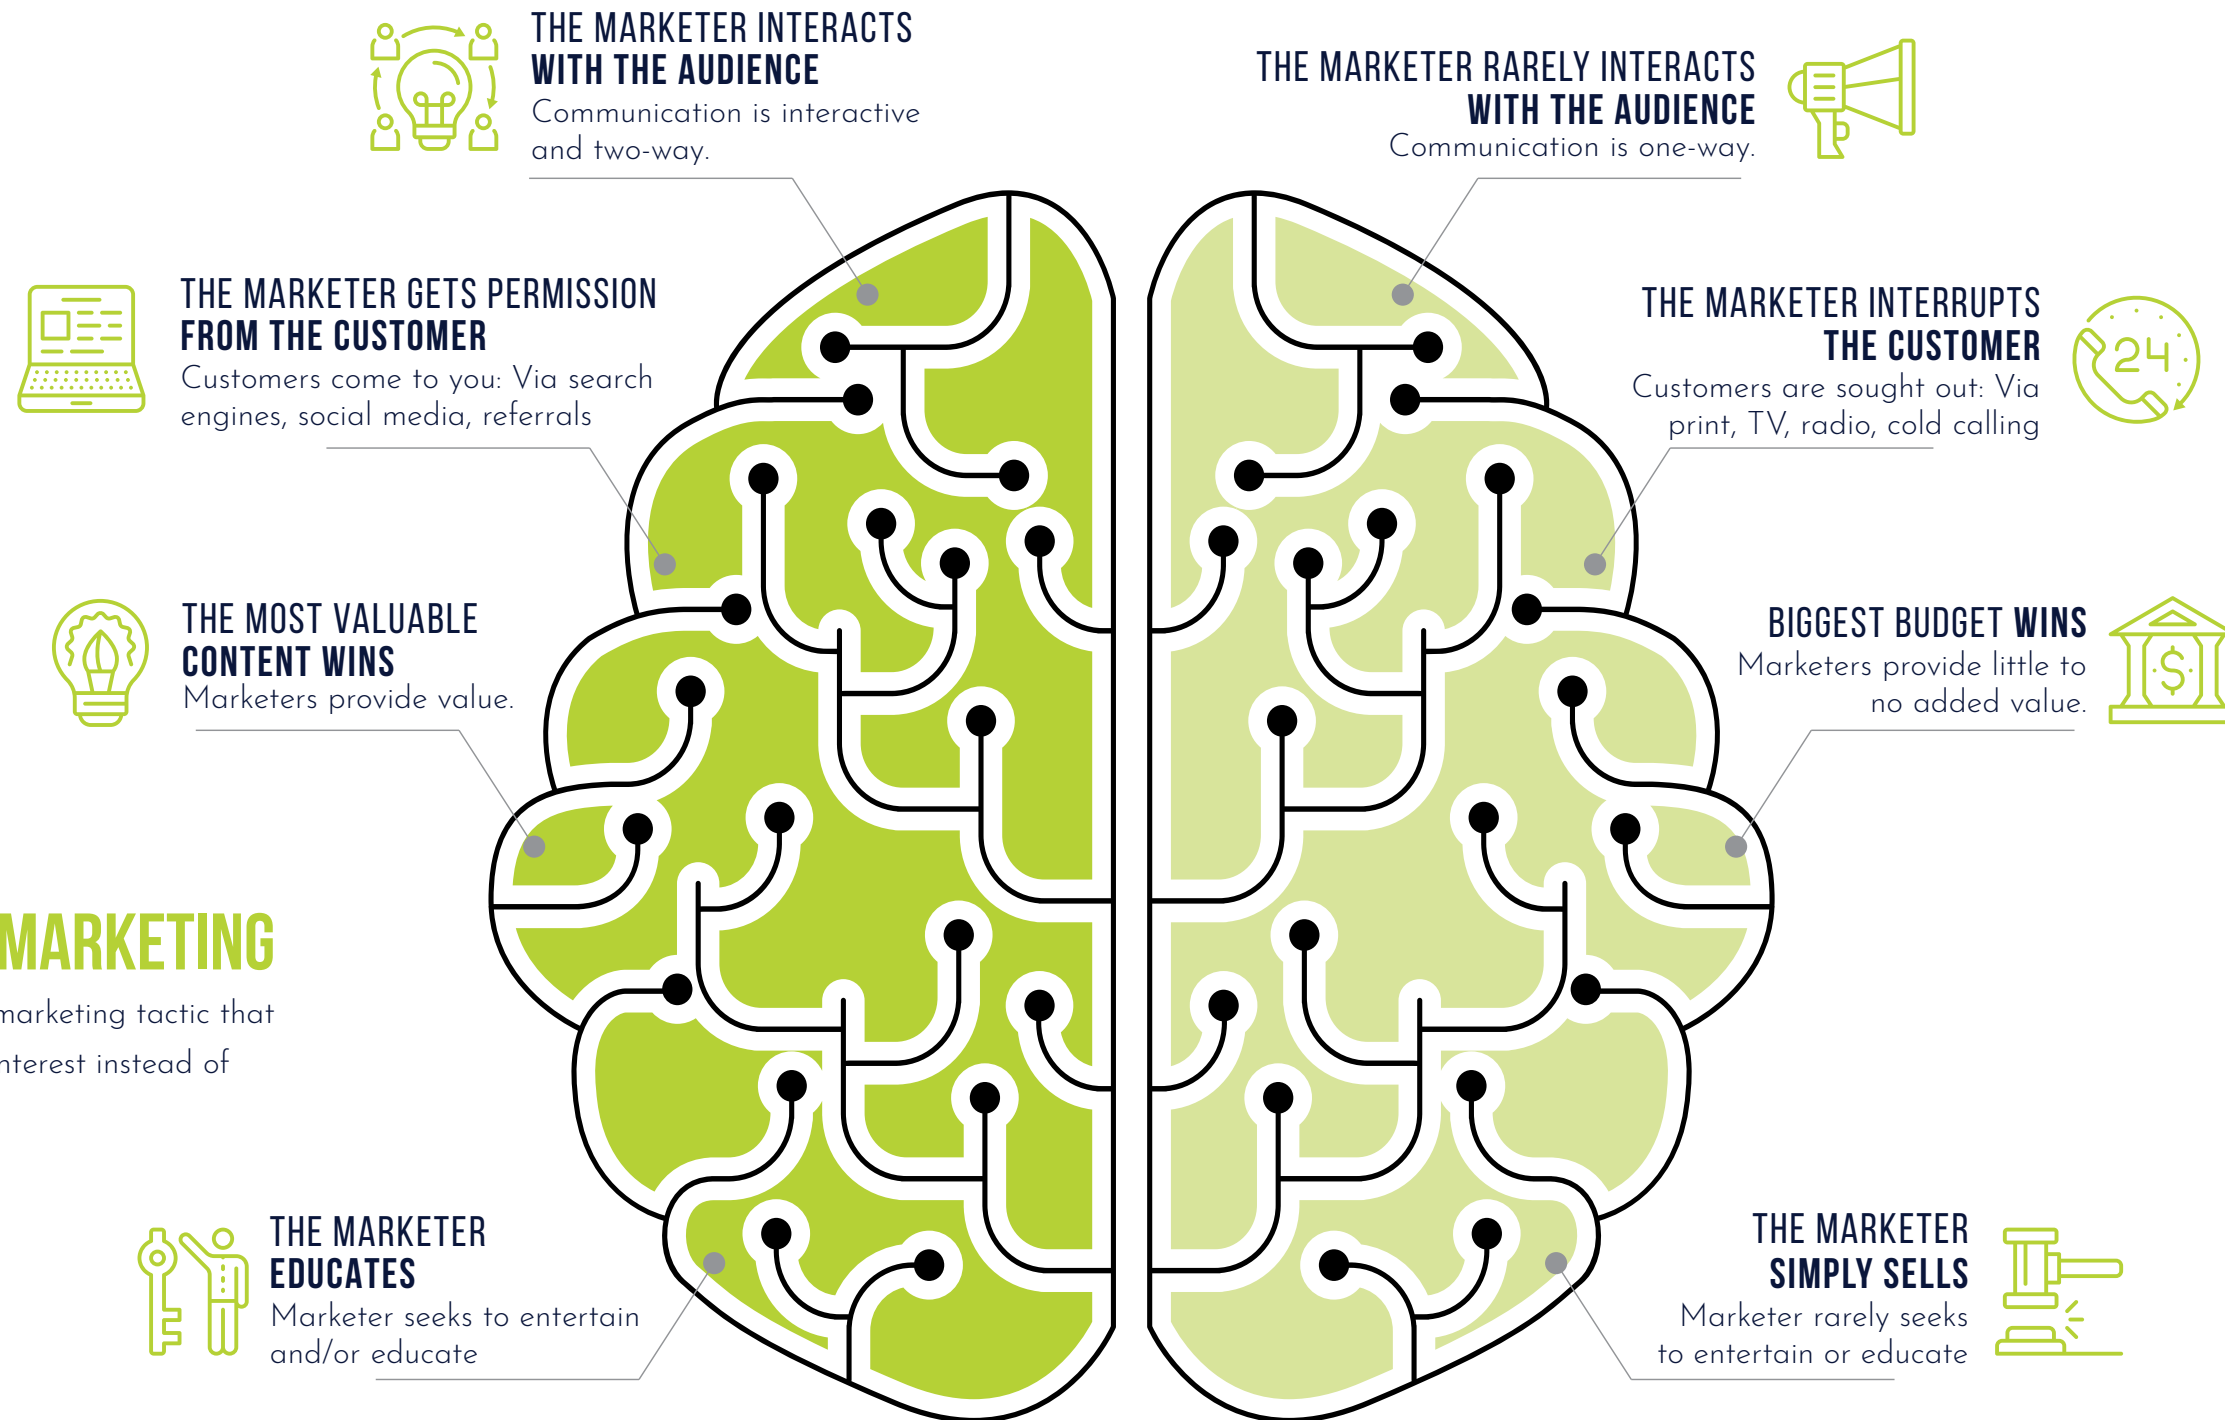 THE MARKETER INTERACTS
WITH THE AUDIENCE
Communication is interactive
and two-way.
THE MARKETER RARELY INTERACTS
WITH THE AUDIENCE
Communication is one-way.
THE MARKETER GETS PERMISSION
FROM THE CUSTOMER
Customers come to you: Via search
engines, social media, referrals
THE MARKETER INTERRUPTS
THE CUSTOMER
Customers are sought out: Via
print, TV, radio, cold calling
24
THE MOST VALUABLE
CONTENT WINS
Marketers provide value.
BIGGEST BUDGET WINS
Marketers provide little to
no added value.
$
MARKETING
marketing tactic that
nterest instead of
THE MARKETER
EDUCATES
Marketer seeks to entertain
and/or educate
THE MARKETER
SIMPLY SELLS
Marketer rarely seeks
to entertain or educate